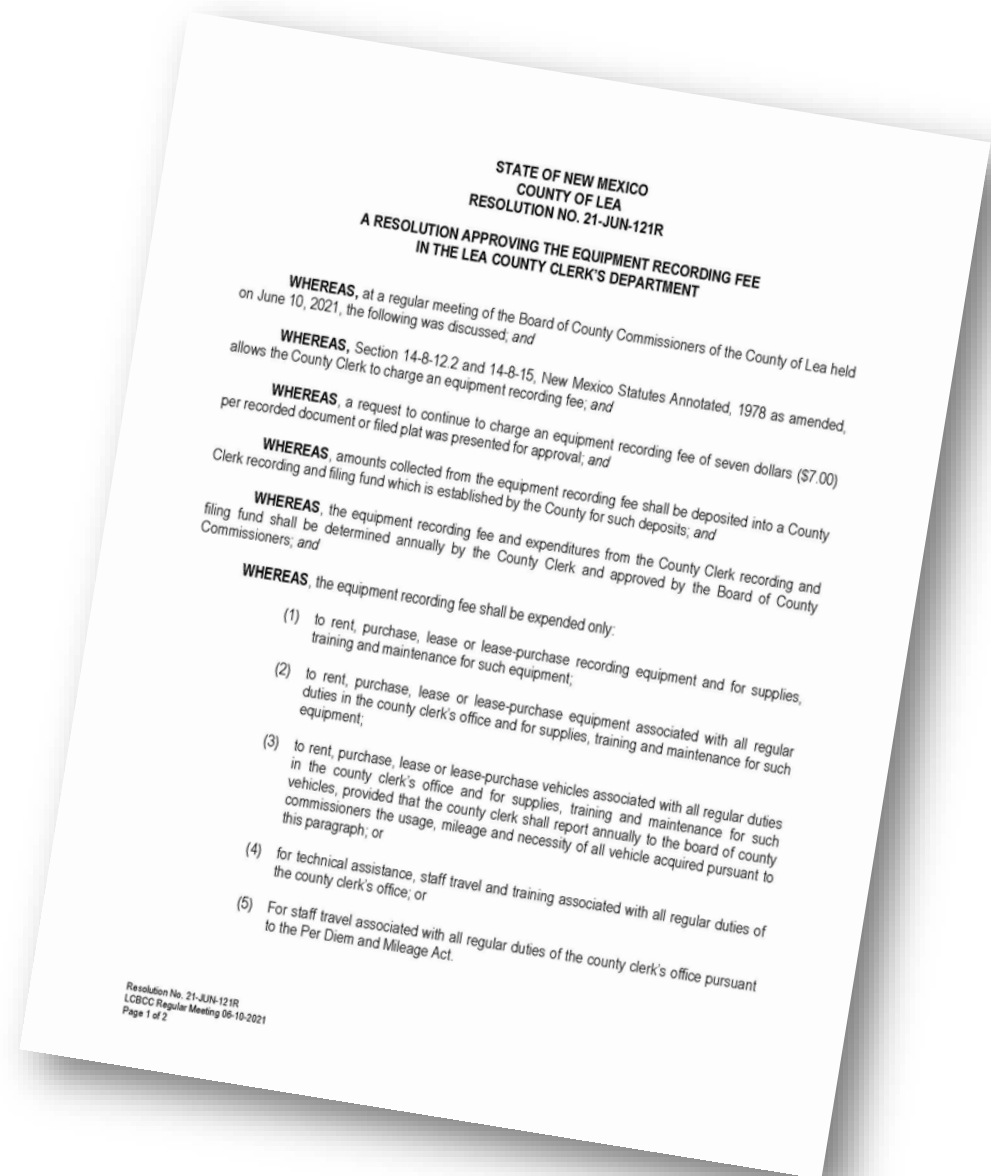 STATE OF NEW MEXICO
COUNTY OF LEA
RESOLUTION NO. 21-JUN-121R
A RESOLUTION APPROVING THE EQUIPMENT RECORDING FEE
IN THE LEA COUNTY CLERK'S DEPARTMENT
WHEREAS, at a regular meeting of the Board of County Commissioners of the County of Lea held
on June 10, 2021, the following was discussed; and
WHEREAS, Section 14-8-12.2 and 14-8-15, New Mexico Statutes Annotated, 1978 as amended,
allows the County Clerk to charge an equipment recording fee; and
WHEREAS, a request to continue to charge an equipment recording fee of seven dollars ($7.00)
per recorded document or filed plat was presented for approval; and
WHEREAS, amounts collected from the equipment recording fee shall be deposited into a County
Clerk recording and filing fund which is established by the County for such deposits; and
WHEREAS, the equipment recording fee and expenditures from the County Clerk recording and
filing fund shall be determined annually by the County Clerk and approved by the Board of County
Commissioners; and
WHEREAS, the equipment recording fee shall be expended only:
(1) to rent, purchase, lease or lease-purchase recording equipment and for supplies,
training and maintenance for such equipment;
(2) to rent, purchase, lease or lease-purchase equipment associated with all regular
duties in the county clerk's office and for supplies, training and maintenance for such
equipment;
(3) to rent, purchase, lease or lease-purchase vehicles associated with all regular duties
in the county clerk's office and for supplies, training and maintenance for such
vehicles, provided that the county clerk shall report annually to the board of county
commissioners the usage, mileage and necessity of all vehicle acquired pursuant to
this paragraph; or
(4) for technical assistance, staff travel and training associated with all regular duties of
the county clerk's office; or
(5) For staff travel associated with all regular duties of the county clerk's office pursuant
to the Per Diem and Mileage Act.
Resolution No. 21-JUN-121R
LCBCC Regular Meeting 06-10-2021
Page 1 of 2